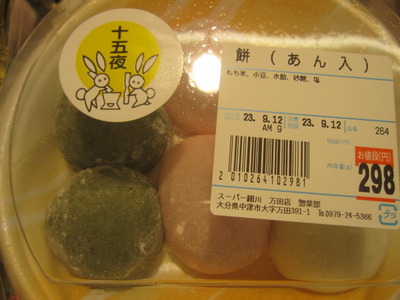 十五夜
餅 (あん入)
もち米、小豆、水飴、砂糖、塩
23. 9.12 23. 9.12 264
AM 9
お値段(円)
298
2 010264 102981
スーパー細川 万田店 惣菜部
大分県中津市大字万田391-1 ℡0979-24-5366